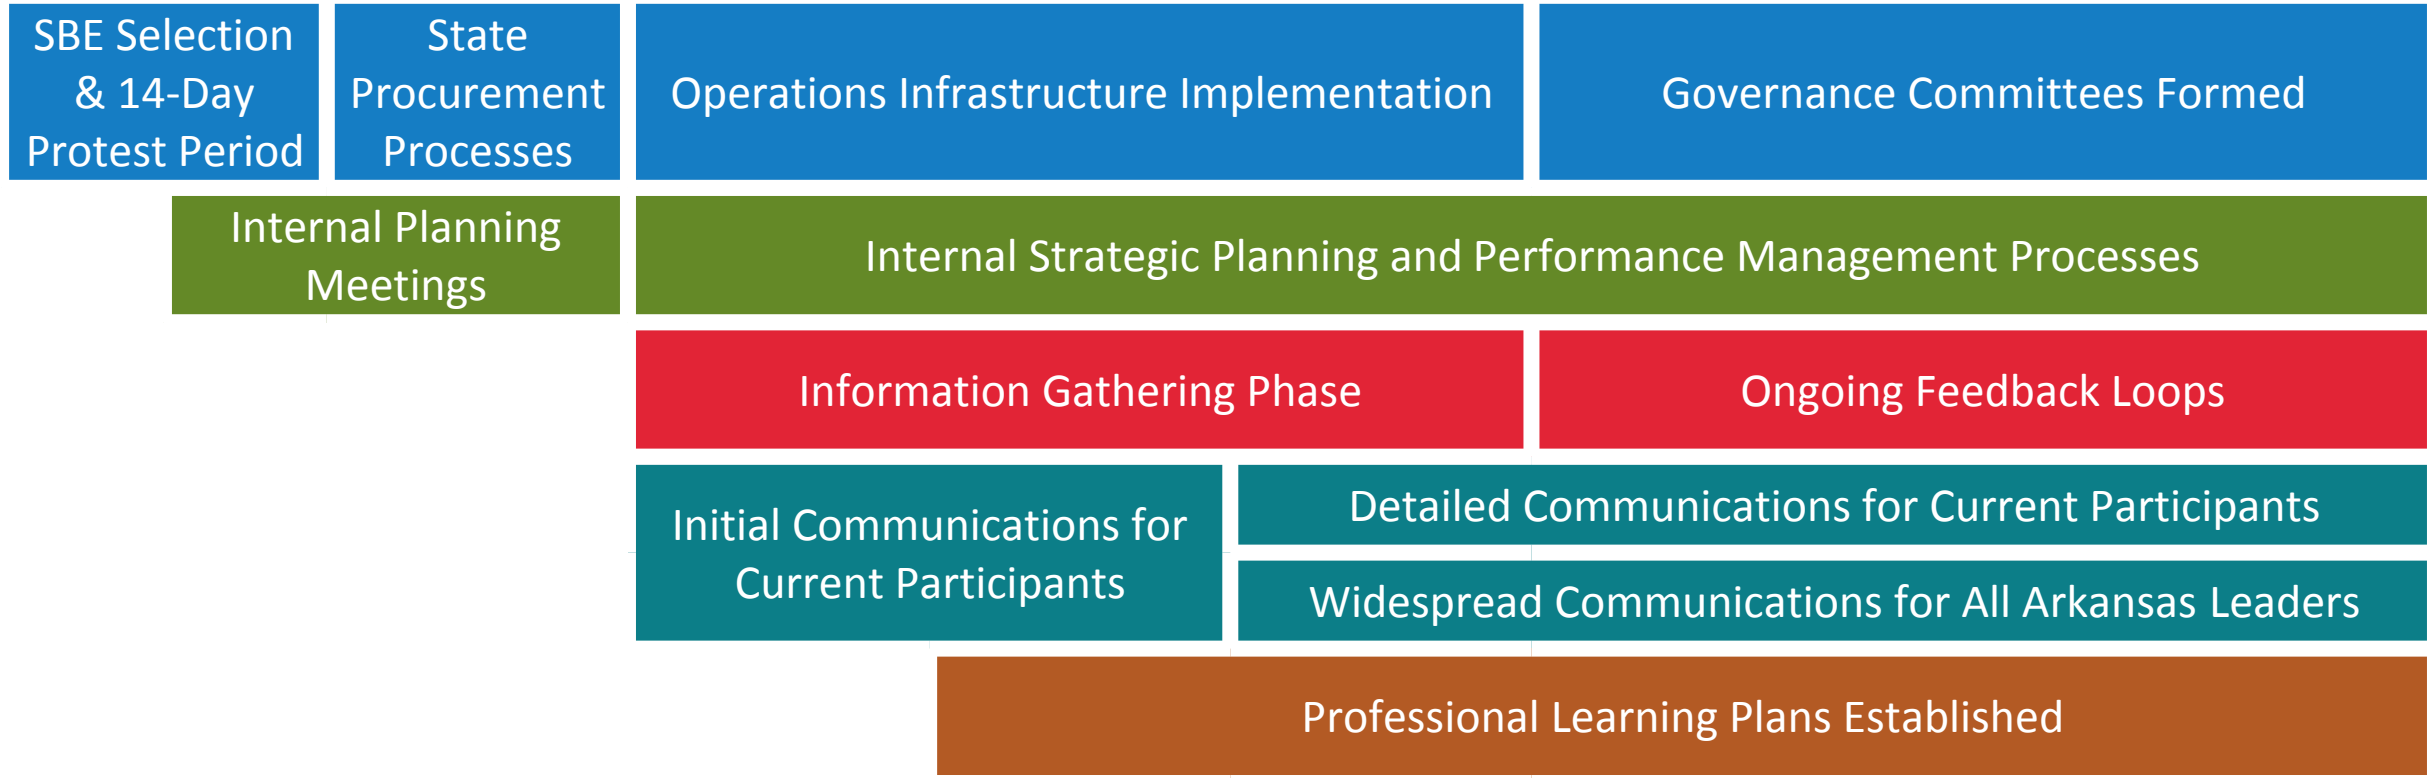 SBE Selection
& 14-Day
Protest Period
State
Procurement
Processes
Operations Infrastructure Implementation
Governance Committees Formed
Internal Planning
Meetings
Internal Strategic Planning and Performance Management Processes
Information Gathering Phase
Ongoing Feedback Loops
Initial Communications for
Current Participants
Detailed Communications for Current Participants
Widespread Communications for All Arkansas Leaders
Professional Learning Plans Established